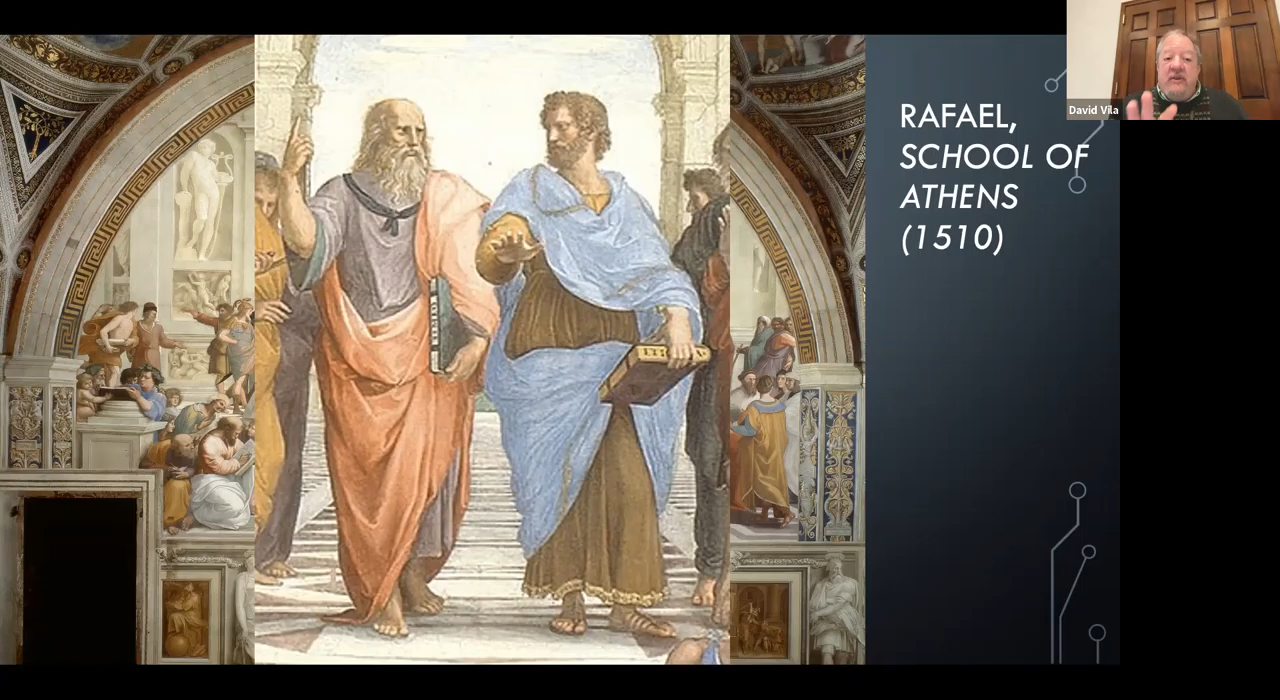 RAFAEL,
SCHOOL OF
ATHENS
(1510)
David Vila